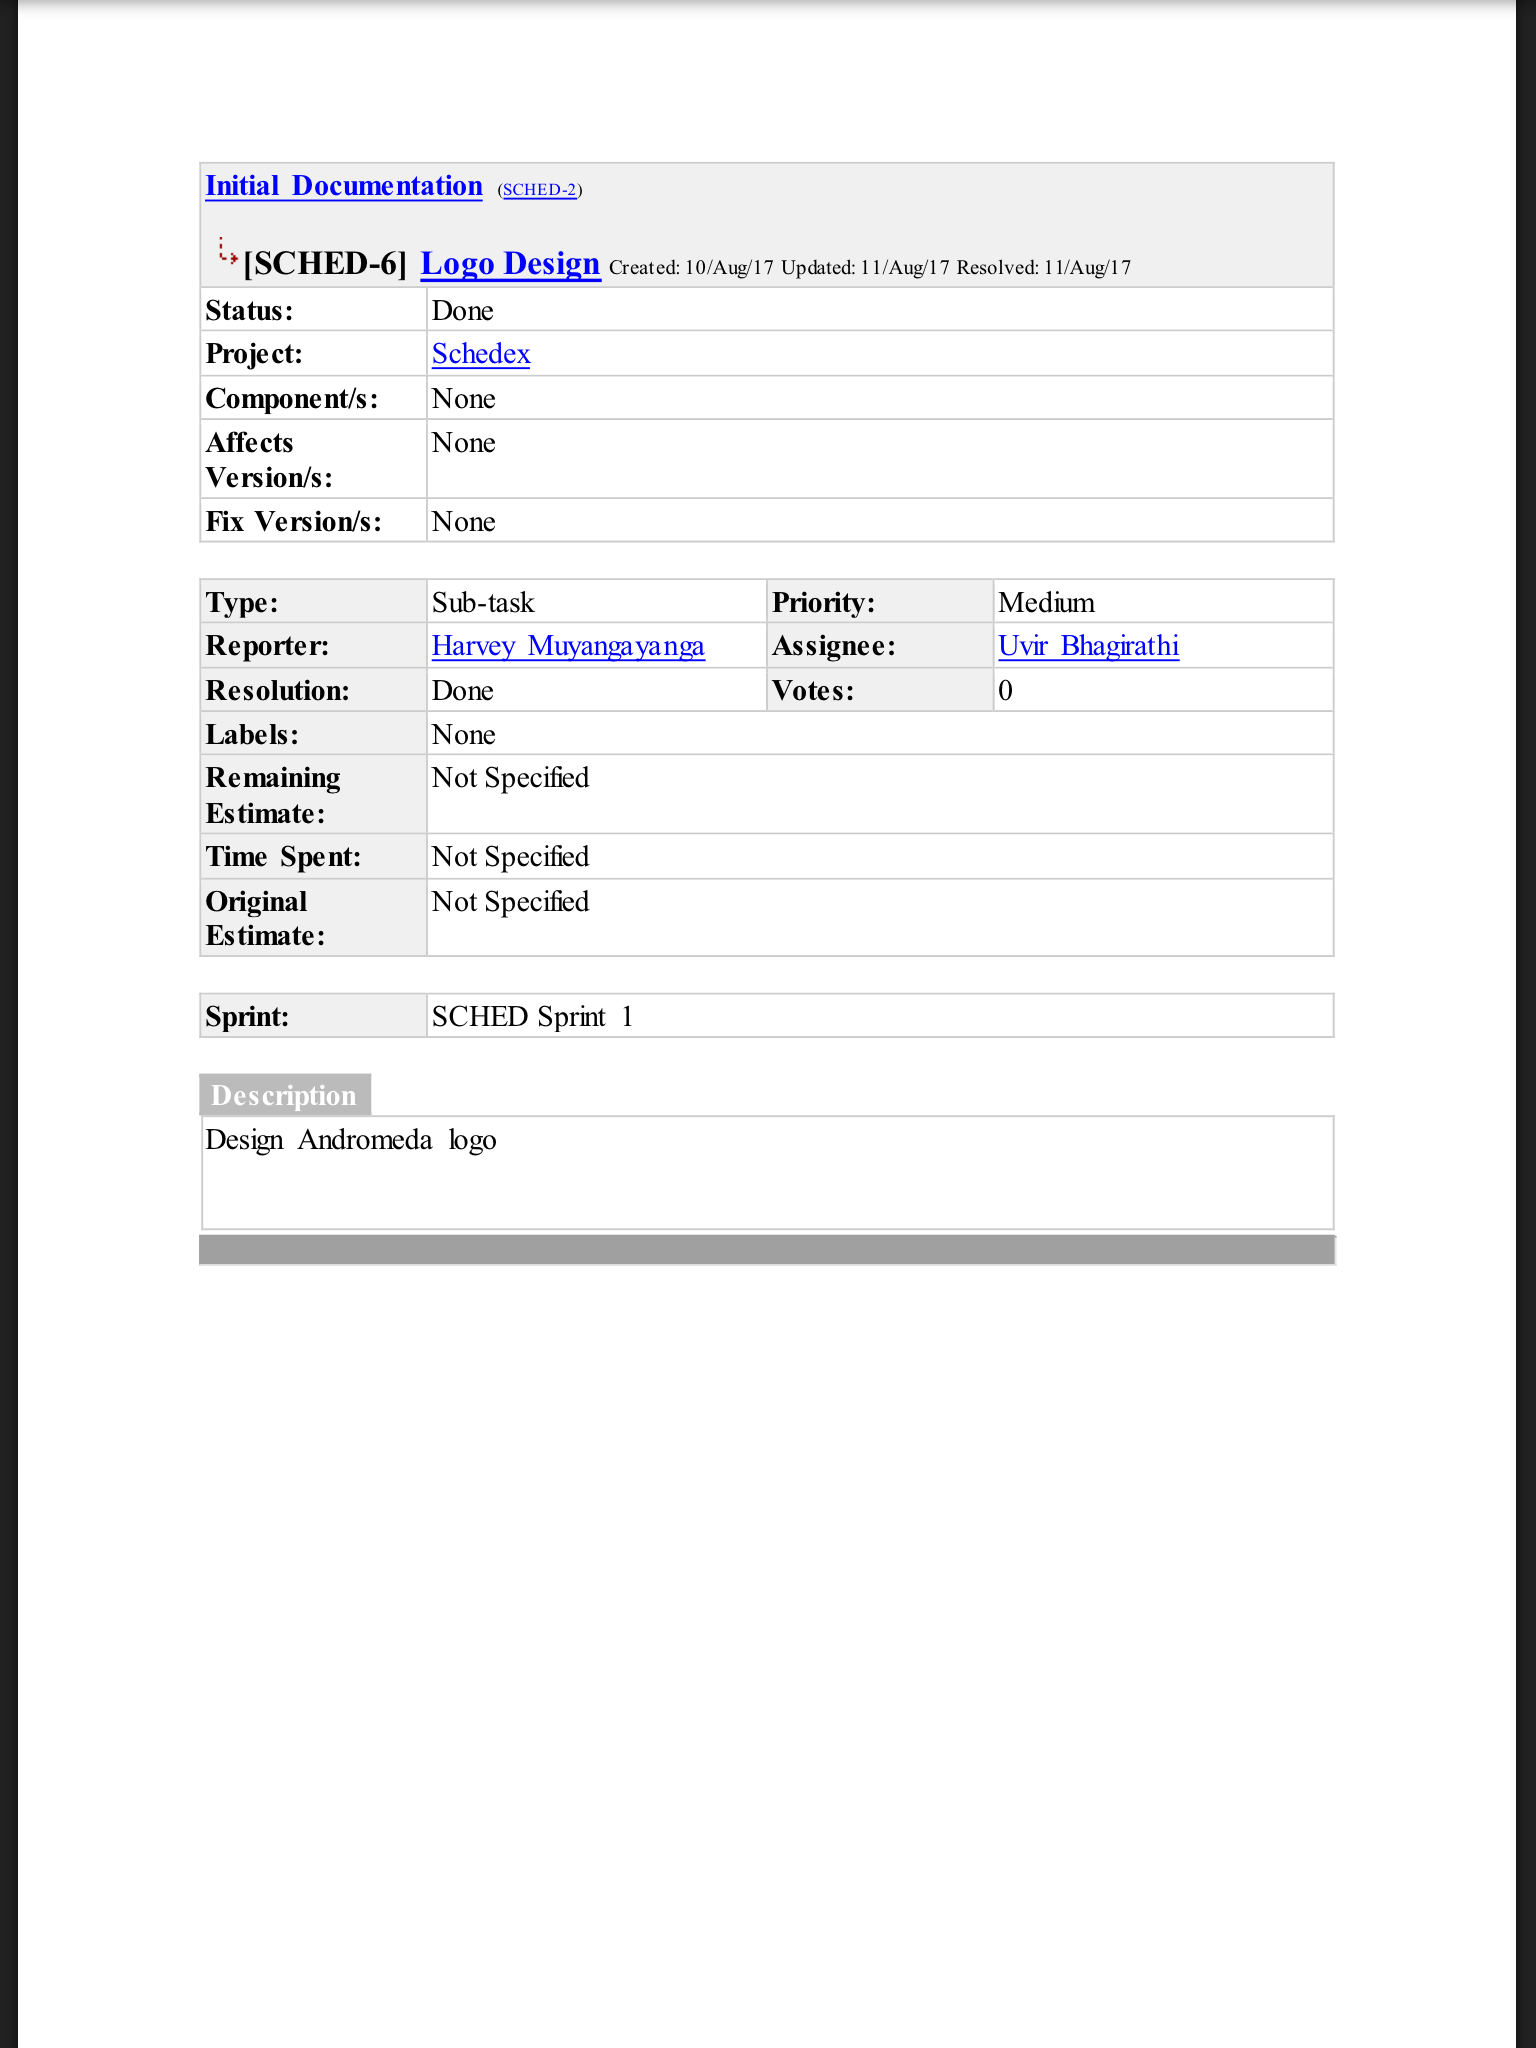 Initial Documentation (SCHED-2)
[SCHED-6] Logo Design Created: 10/Aug/17 Updated: 11/Aug/17 Resolved: 11/Aug/17
Status: Done
Project: Schedex
Component/s: None
Affects None
Version/s:
Fix Version/s: None
Type: Sub-task Priority: Medium
Reporter: Harvey Muyangayanga Assignee: Uvir Bhagirathi
Resolution: Done Votes: 0
Labels: None
Remaining Not Specified
Estimate:
Time Spent: Not Specified
Original Not Specified
Estimate:
Sprint: SCHED Sprint 1
Description
Design Andromeda logo